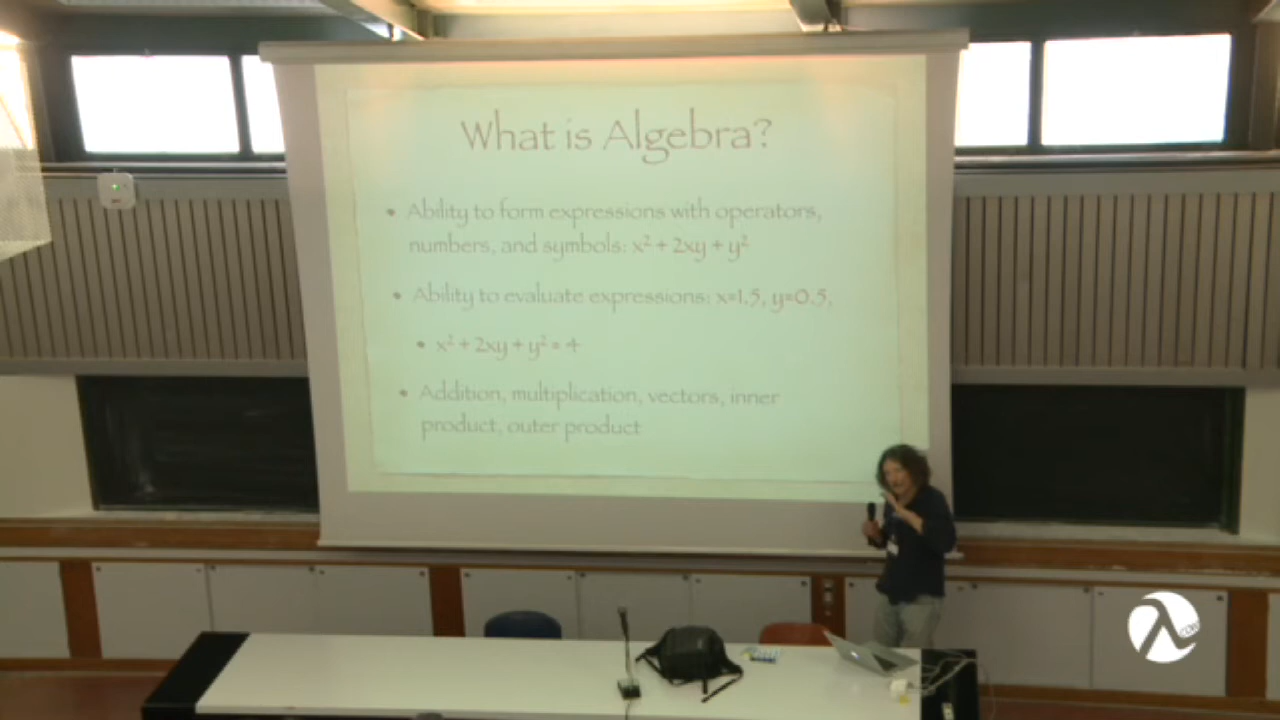 What is Algebra?
• Ability to form expressions with operators,
numbers, and symbols: x² + 2xy + y²
• Ability to evaluate expressions: x=1.5, y=0.5,
• x² + 2xy + y² = 4
• Addition, multiplication, vectors, inner
product, outer product
λ
CON